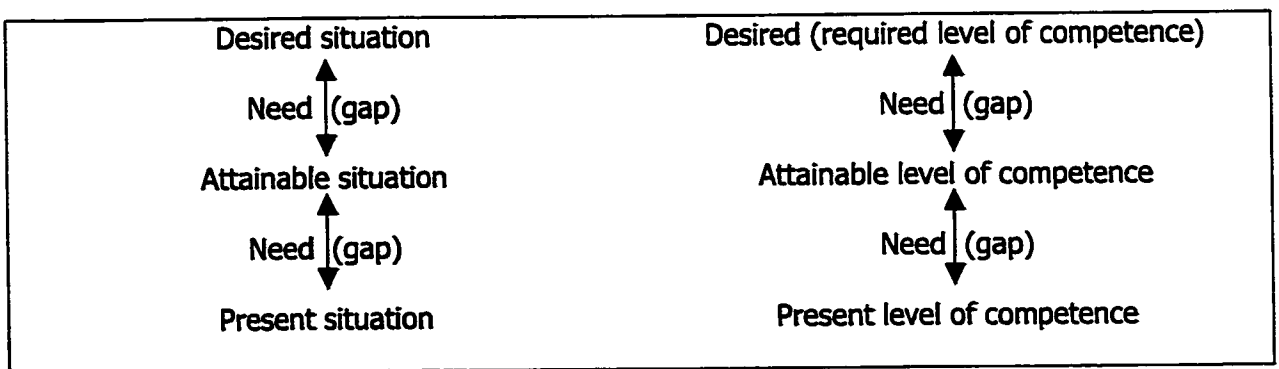 Desired situation
Need (gap)
Attainable situation
Need (gap)
Present situation
Desired (required level of competence)
Need (gap)
Attainable level of competence
Need (gap)
Present level of competence